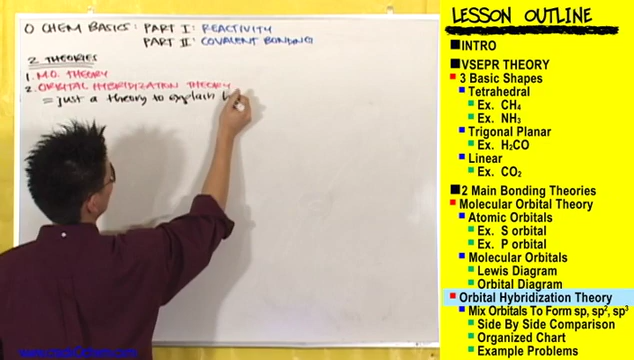 O CHEM BASICS: PART I: REACTIVITY
PART II: COVALENT BONDING
2 THEORIES
1. M.O. THEORY
2. ORBITAL HYBRIDIZATION THEORY
= just a theory to explain
LESSON OUTLINE
INTRO
VSEPR THEORY
3 Basic Shapes
Tetrahedral
Ex. CH₄
Ex. NH₃
Trigonal Planar
Ex. H₂CO
Linear
Ex. CO₂
2 Main Bonding Theories
Molecular Orbital Theory
Atomic Orbitals
Ex. S orbital
Ex. P orbital
Molecular Orbitals
Lewis Diagram
Orbital Diagram
Orbital Hybridization Theory
Mix Orbitals To Form sp, sp², sp³
Side By Side Comparison
Organized Chart
Example Problems